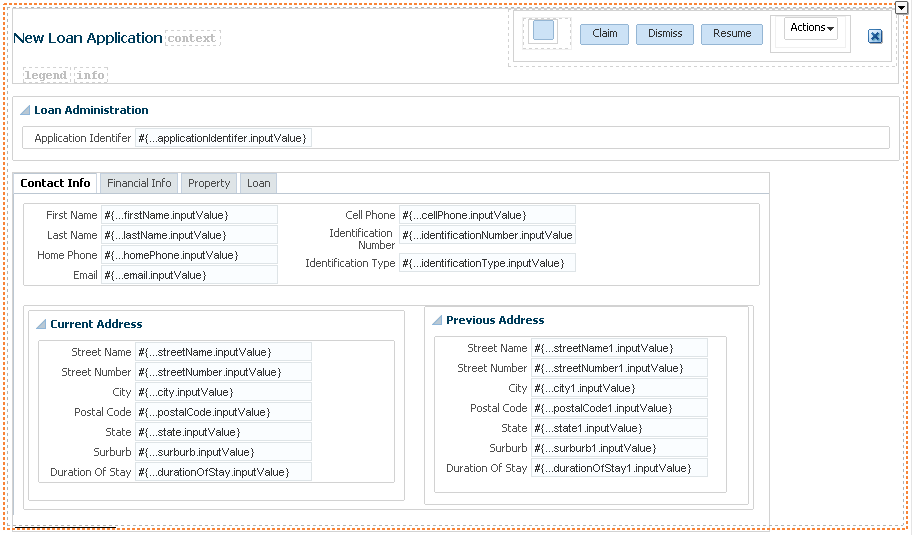 New Loan Application context
Claim Dismiss Resume Actions
legend info
Loan Administration
Application Identifer #{...applicationIdentifer.inputValue}
Contact Info Financial Info Property Loan
First Name #{...firstName.inputValue}
Last Name #{...lastName.inputValue}
Home Phone #{...homePhone.inputValue}
Email #{...email.inputValue}
Cell Phone #{...cellPhone.inputValue}
Identification
Number #{...identificationNumber.inputValue
Identification Type #{...identificationType.inputValue}
Current Address
Street Name #{...streetName.inputValue}
Street Number #{...streetNumber.inputValue}
City #{...city.inputValue}
Postal Code #{...postalCode.inputValue}
State #{...state.inputValue}
Surburb #{...surburb.inputValue}
Duration Of Stay #{...durationOfStay.inputValue}
Previous Address
Street Name #{...streetName1.inputValue}
Street Number #{...streetNumber1.inputValue}
City #{...city1.inputValue}
Postal Code #{...postalCode1.inputValue}
State #{...state1.inputValue}
Surburb #{...surburb1.inputValue}
Duration Of Stay #{...durationOfStay1.inputValue}